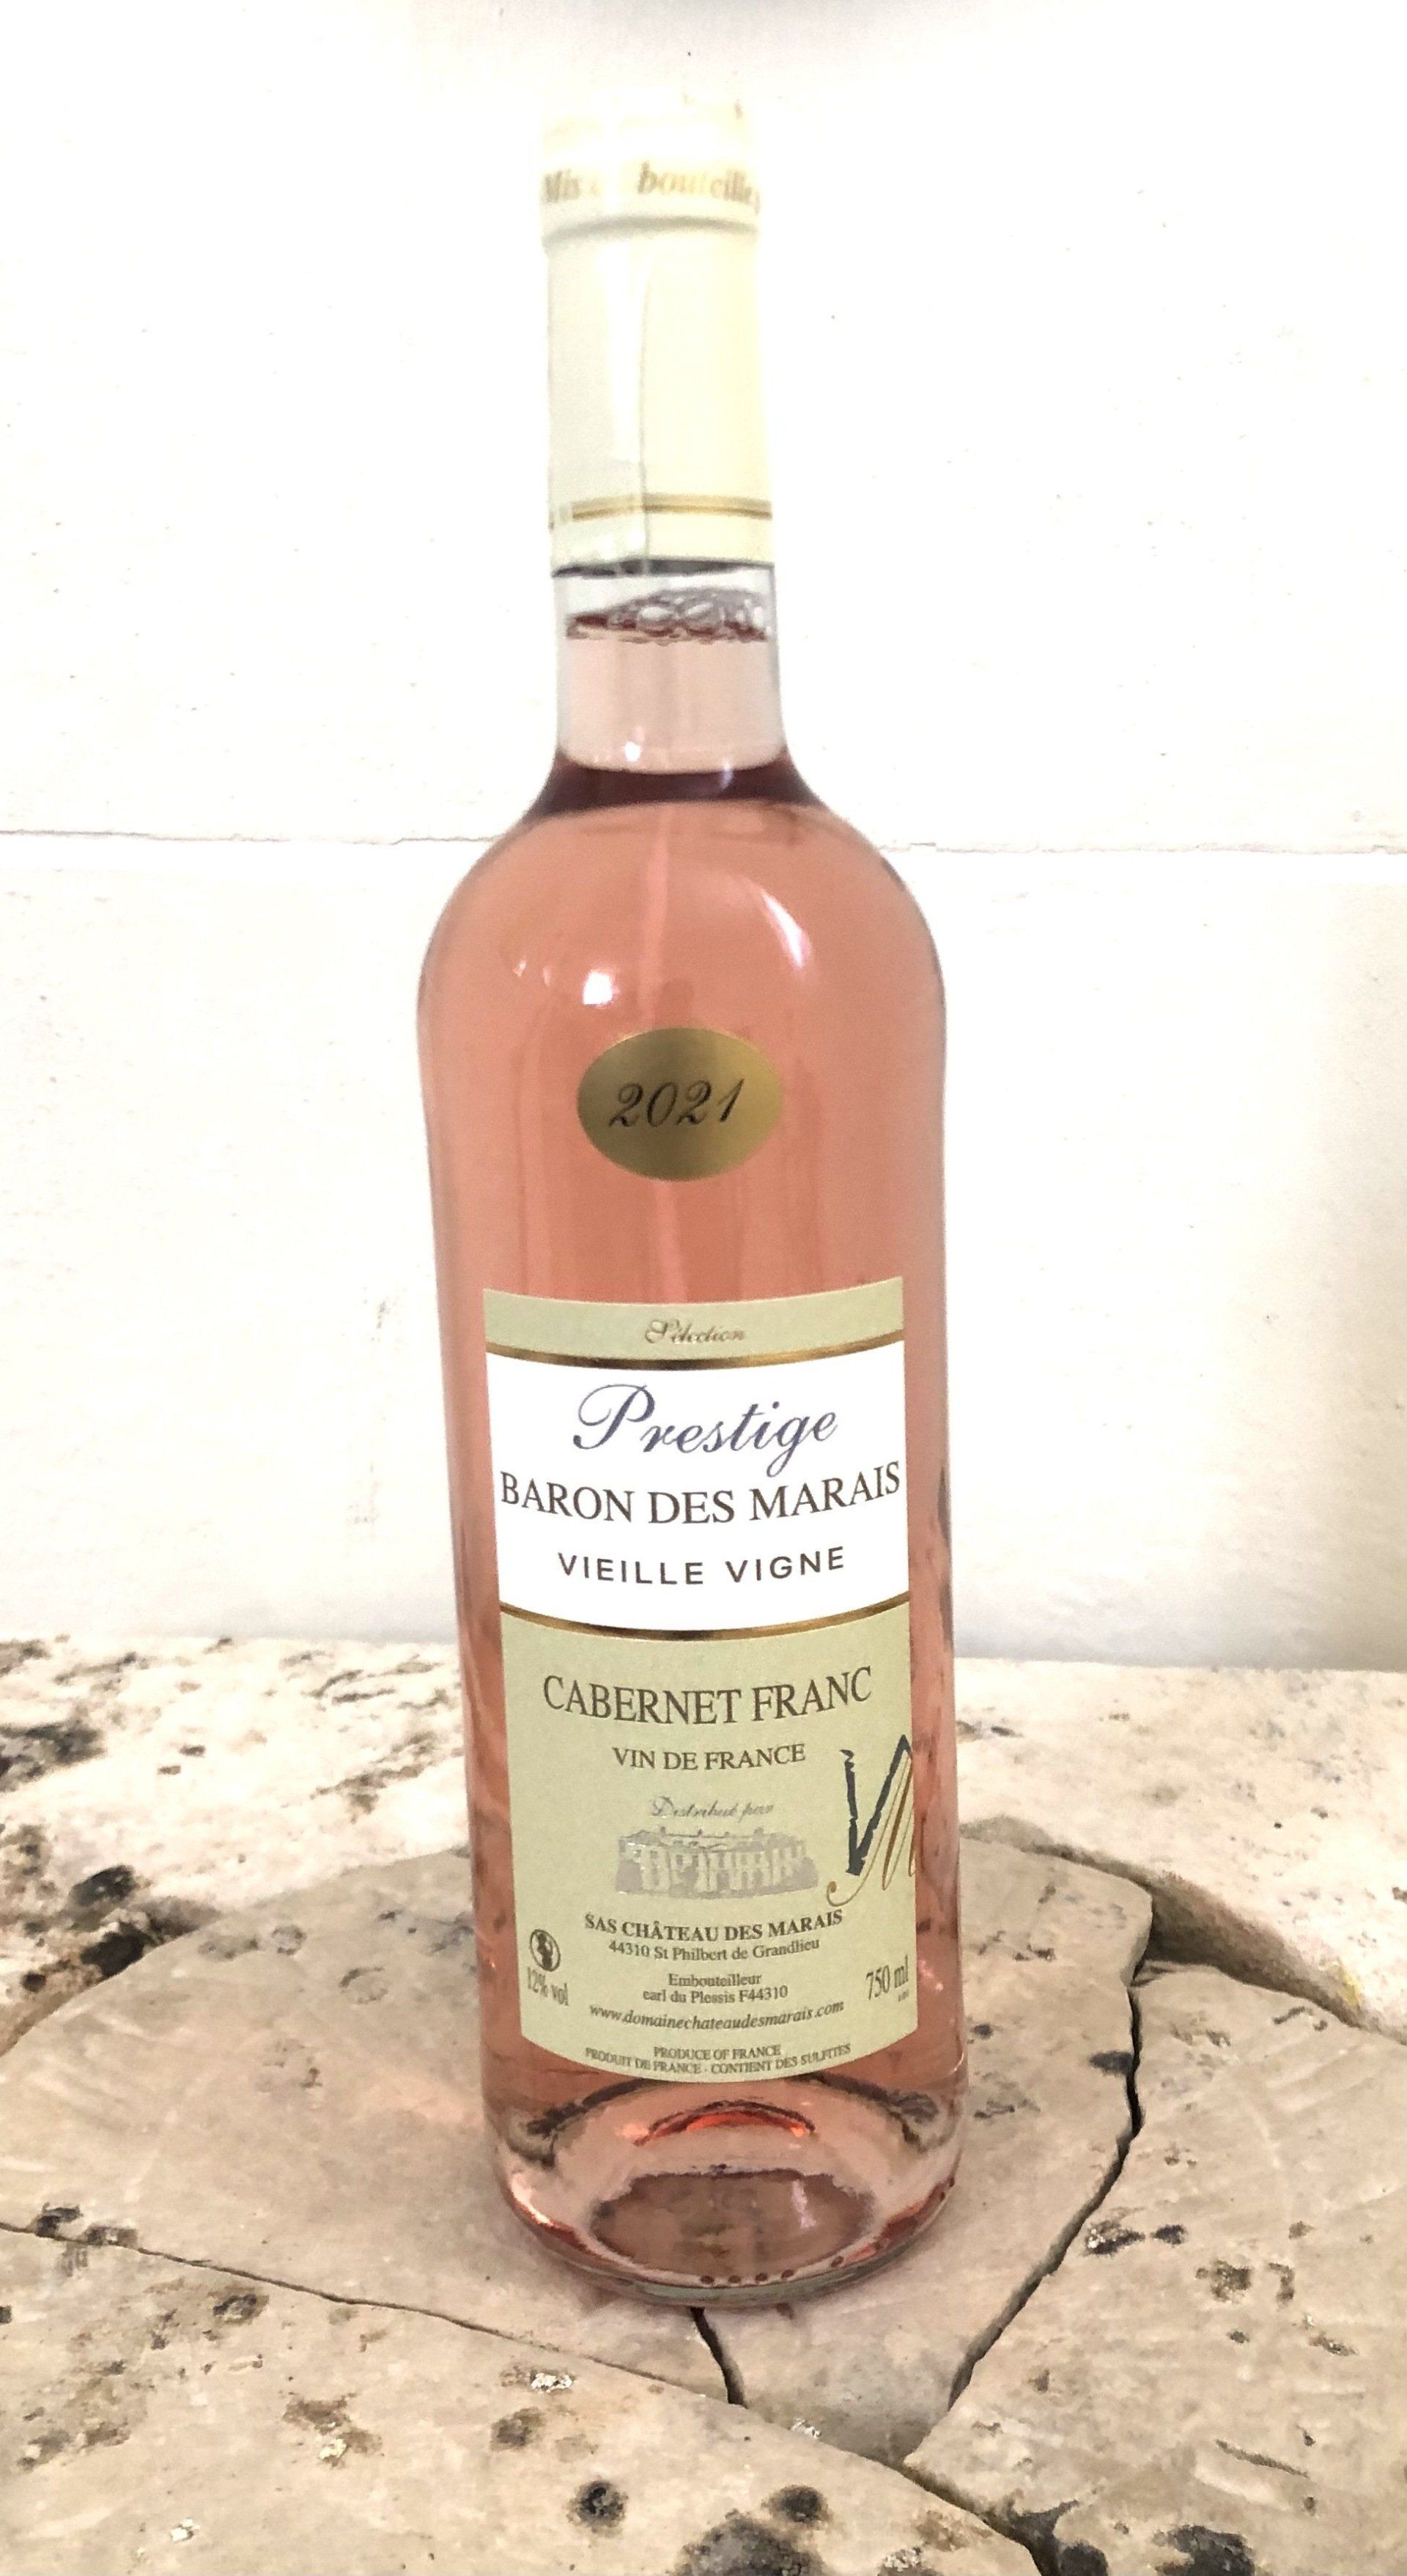 Mis bouteille
2021
Sélection
Prestige
BARON DES MARAIS
VIEILLE VIGNE
CABERNET FRANC
VIN DE FRANCE
Distribué par
SAS CHÂTEAU DES MARAIS
44310 St Philbert de Grandlieu
Embouteilleur
earl du Plessis F44310
12% vol
750 ml
www.domainechateaudesmarais.com
PRODUCE OF FRANCE
PRODUIT DE FRANCE - CONTIENT DES SULFITES